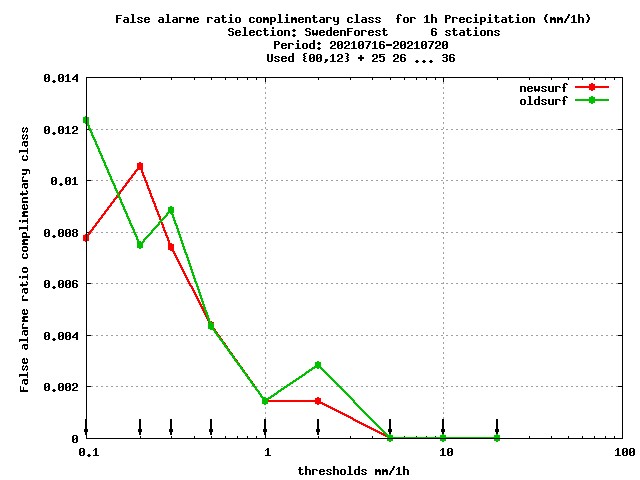 False alarme ratio complimentary class  for 1h Precipitation (mm/1h)
Selection: SwedenForest      6 stations
Period: 20210716-20210720
Used {00,12} + 25 26 ... 36
newsurf
oldsurf
False alarme ratio complimentary class
0.014
0.012
0.01
0.008
0.006
0.004
0.002
0
0.1 1 10 100
thresholds mm/1h